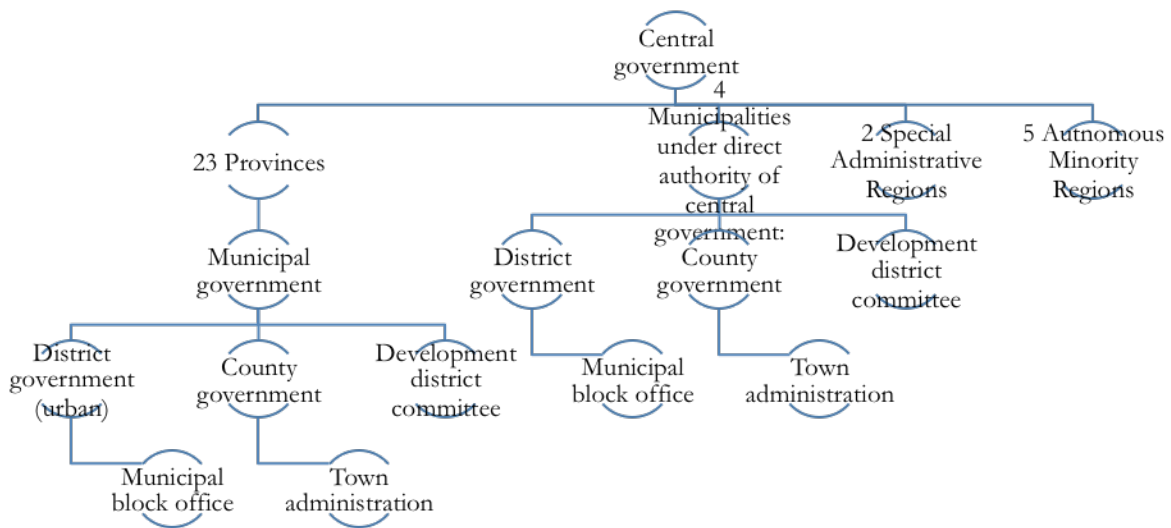 Central
government
23 Provinces
4
Municipalities
under direct
authority of
central
government:
2 Special
Administrative
Regions
5 Autnomous
Minority
Regions
Municipal
government
District
government
County
government
Development
district
committee
District
government
(urban)
County
government
Development
district
committee
Municipal
block office
Town
administration
Municipal
block office
Town
administration